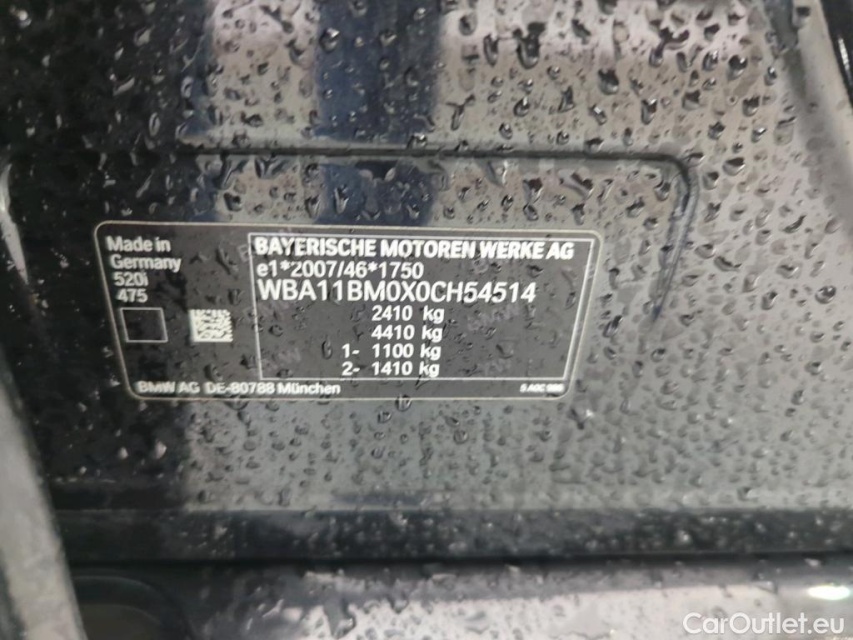 Made in
Germany
520i
475
BAYERISCHE MOTOREN WERKE AG
e1*2007/46*1750
WBA11BM0X0CH54514
2410 kg
4410 kg
1- 1100 kg
2- 1410 kg
BMW AG DE-80788 München
CarOutlet.eu